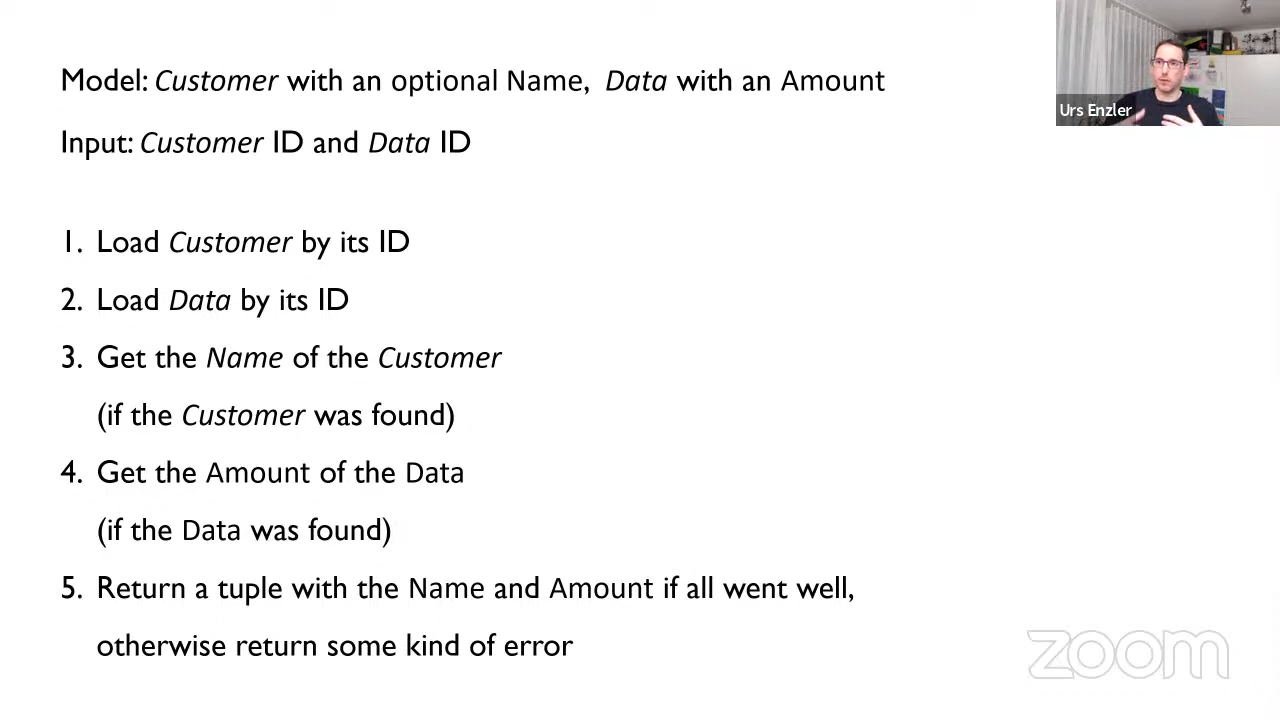 Model: Customer with an optional Name, Data with an Amount
Input: Customer ID and Data ID
1. Load Customer by its ID
2. Load Data by its ID
3. Get the Name of the Customer
(if the Customer was found)
4. Get the Amount of the Data
(if the Data was found)
5. Return a tuple with the Name and Amount if all went well,
otherwise return some kind of error
Urs Enzler
zoom